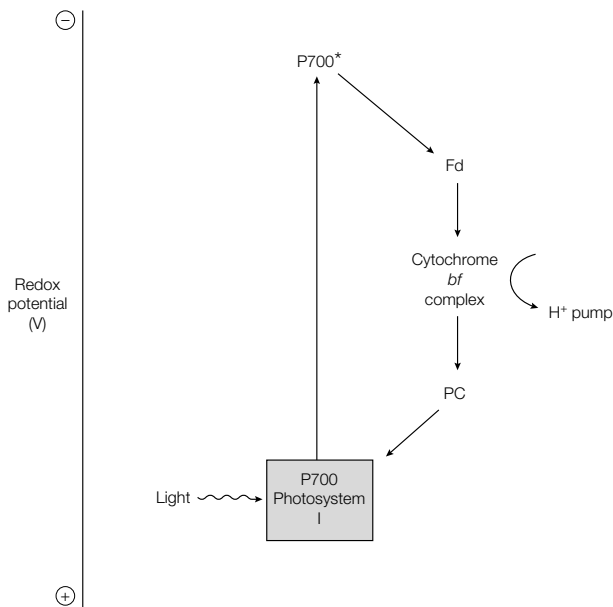 −
P700*
Fd
Cytochrome
bf
complex
H⁺ pump
Redox
potential
(V)
PC
P700
Photosystem
I
Light
+